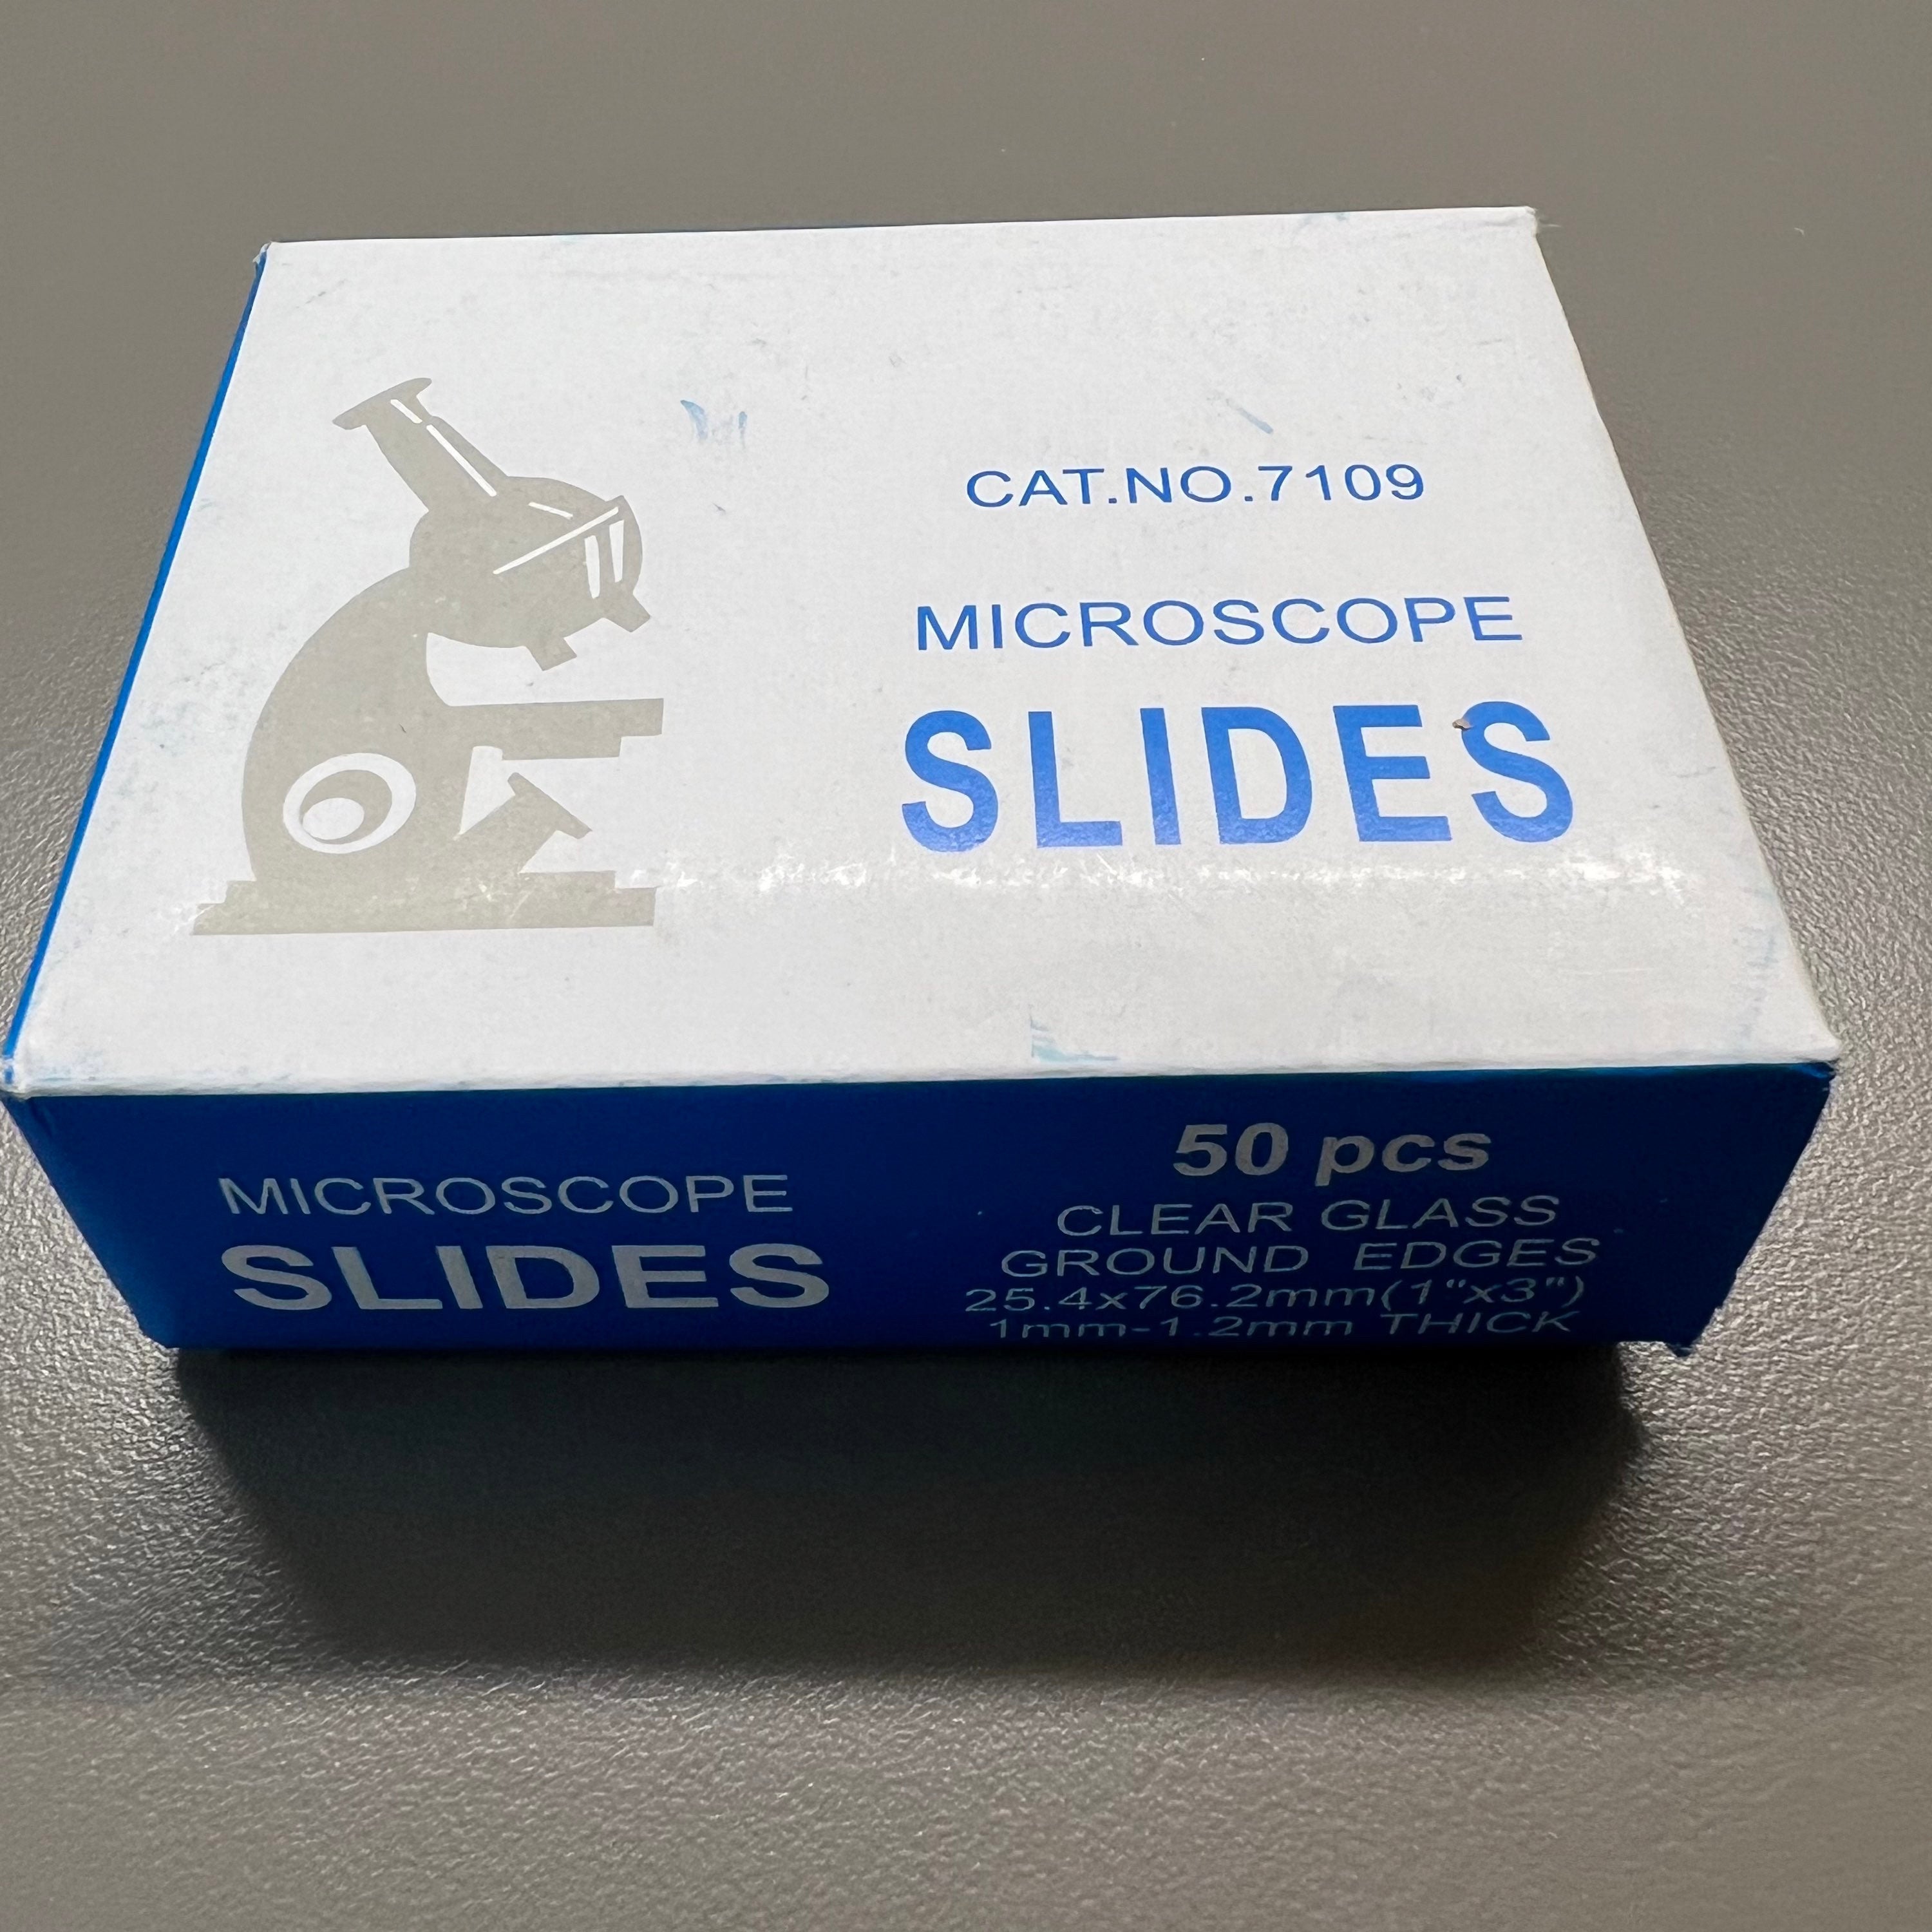 CAT.NO.7109
MICROSCOPE
SLIDES
MICROSCOPE
SLIDES
50 pcs
CLEAR GLASS
GROUND EDGES
25.4x76.2mm(1"x3")
1mm-1.2mm THICK